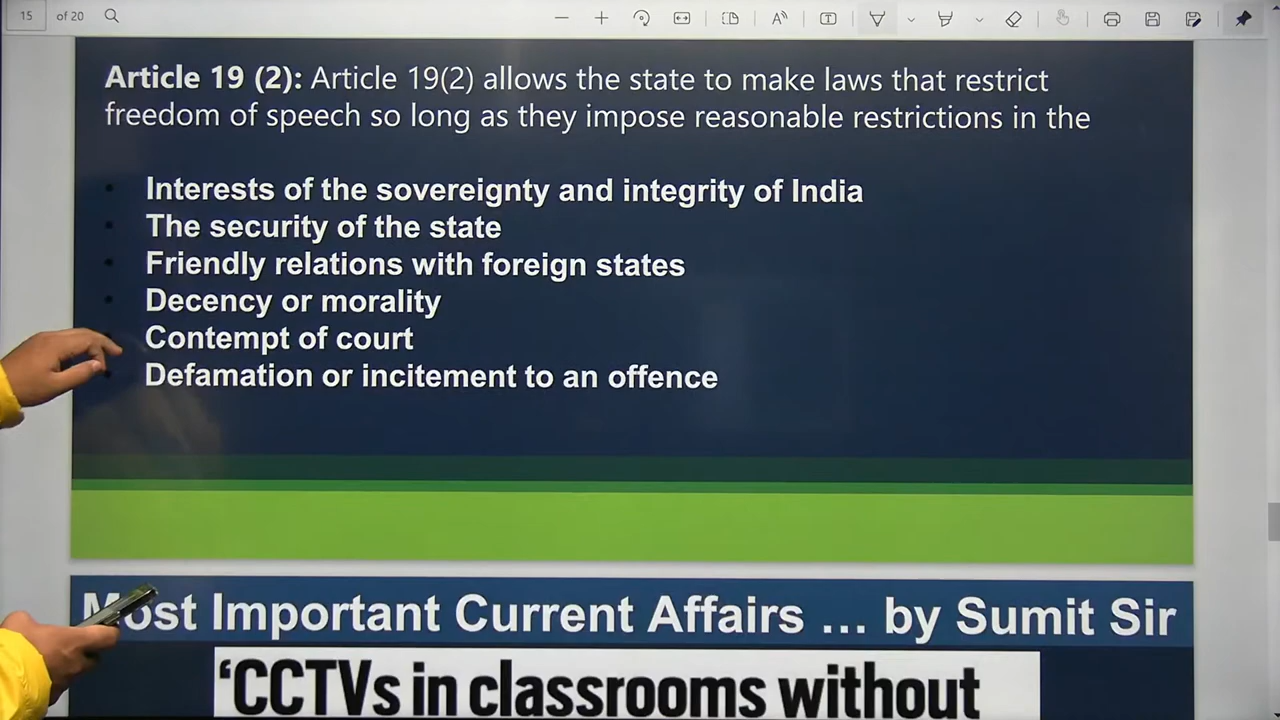 15 of 20
Article 19 (2): Article 19(2) allows the state to make laws that restrict
freedom of speech so long as they impose reasonable restrictions in the
Interests of the sovereignty and integrity of India
The security of the state
Friendly relations with foreign states
Decency or morality
Contempt of court
Defamation or incitement to an offence
Most Important Current Affairs ... by Sumit Sir
‘CCTVs in classrooms without